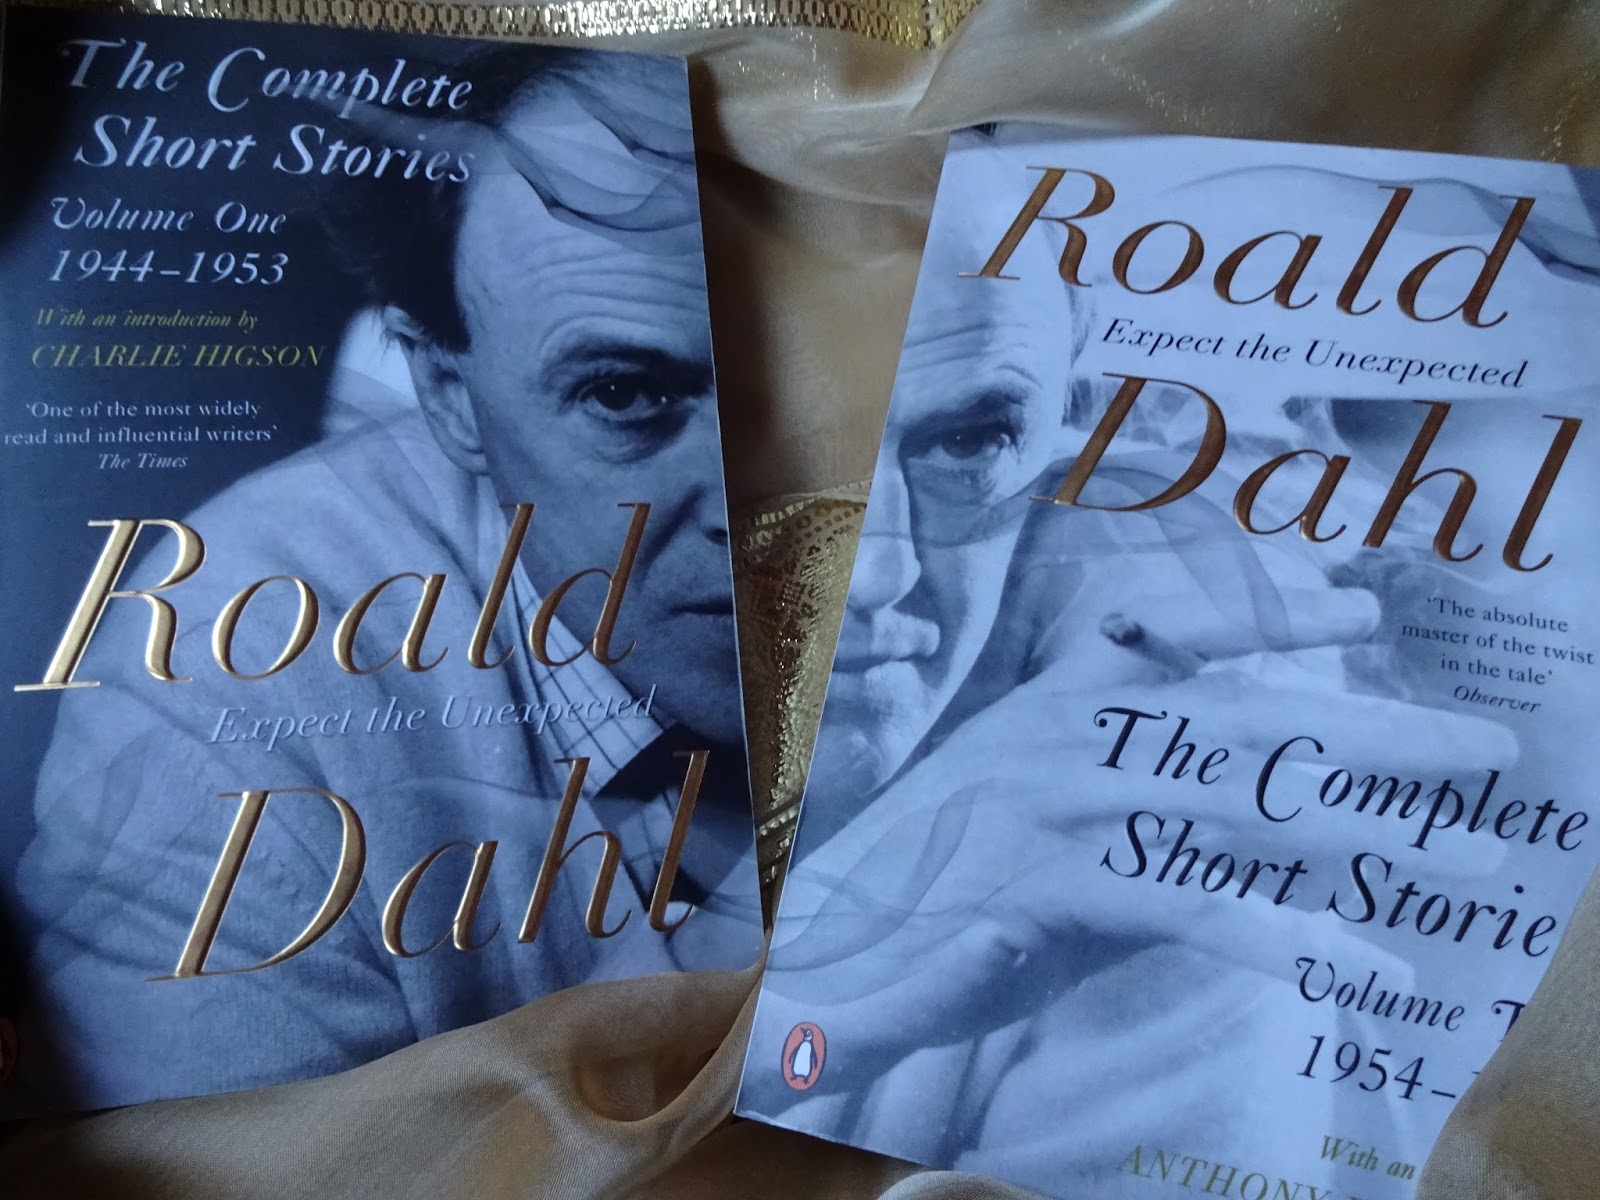 The Complete
Short Stories
Volume One
1944–1953
With an introduction by
CHARLIE HIGSON
‘One of the most widely
read and influential writers’
The Times
Roald
Expect the Unexpected
Dahl
Roald
Expect the Unexpected
Dahl
‘The absolute
master of the twist
in the tale’
Observer
The Complete
Short Storie
Volume T
1954–
With an
ANTHONY